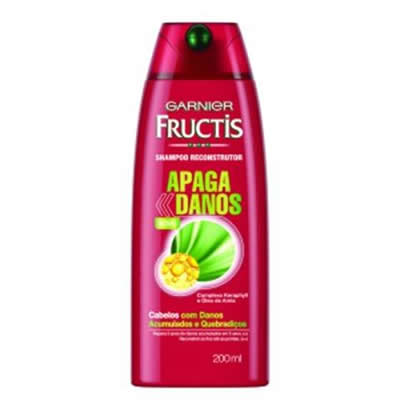 GARNIER
FRUCTIS
SHAMPOO RECONSTRUTOR
APAGA
DANOS
Cabelos com Danos
Acumulados e Quebradiços
200ml